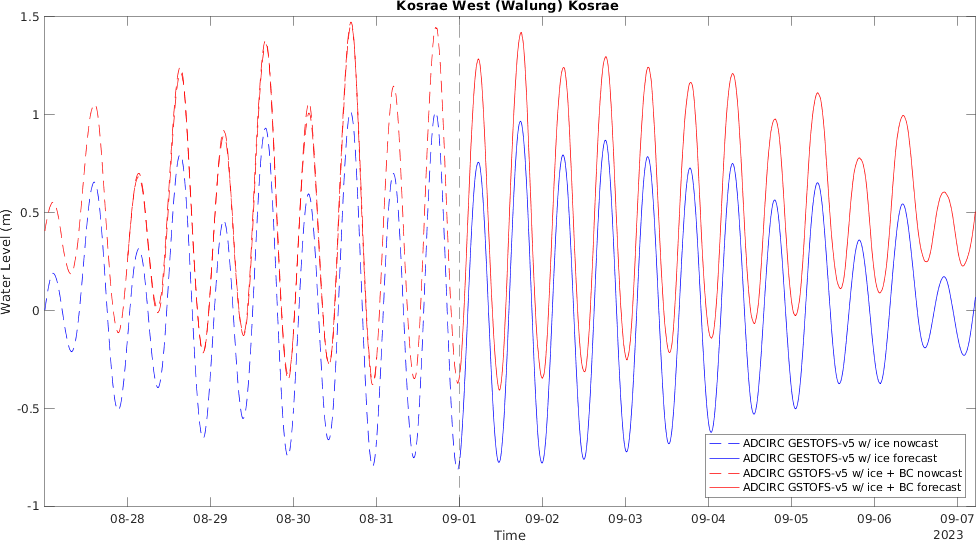 Kosrae West (Walung) Kosrae
1.5
1
0.5
0
-0.5
-1
Water Level (m)
ADCIRC GESTOFS-v5 w/ ice nowcast
ADCIRC GESTOFS-v5 w/ ice forecast
ADCIRC GSTOFS-v5 w/ ice + BC nowcast
ADCIRC GSTOFS-v5 w/ ice + BC forecast
08-28 08-29 08-30 08-31 09-01 09-02 09-03 09-04 09-05 09-06 09-07
Time
2023